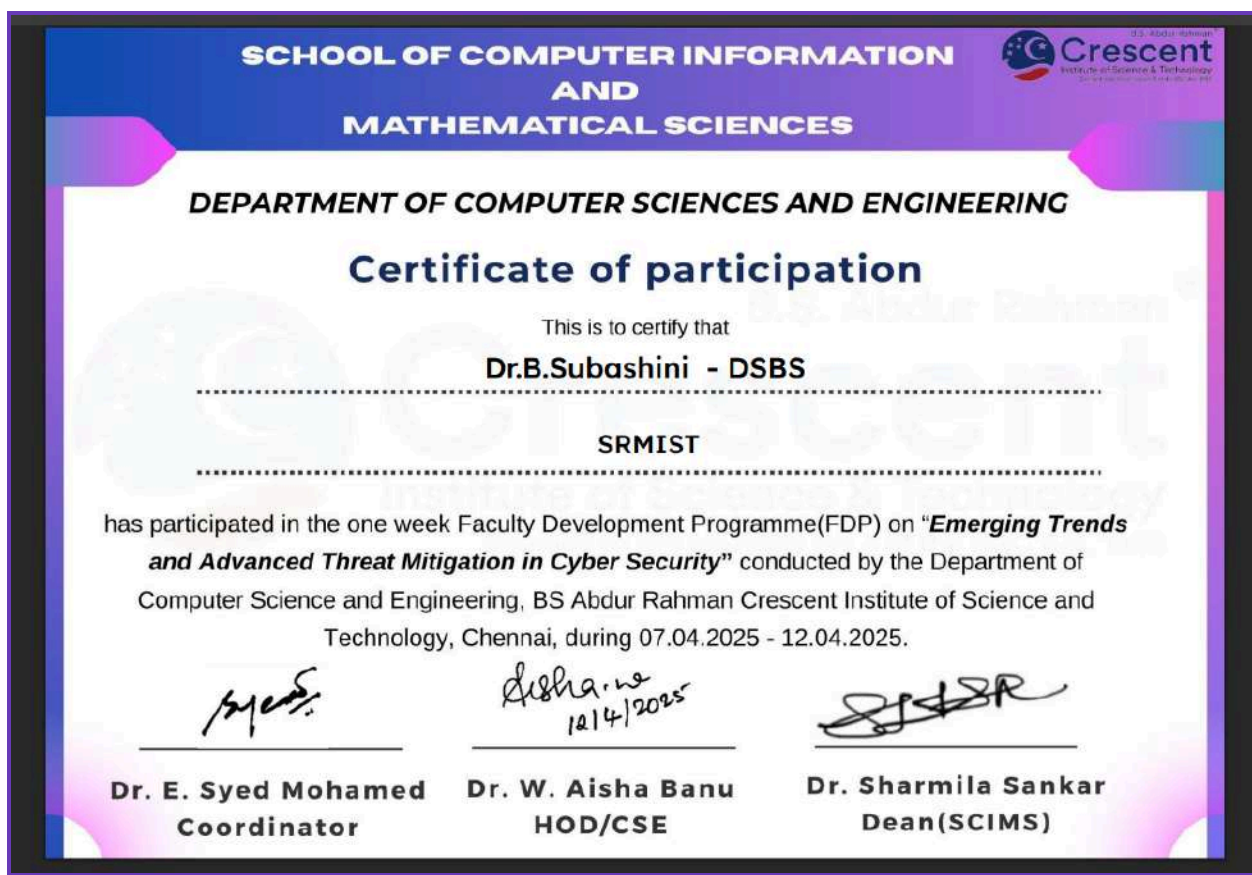 SCHOOL OF COMPUTER INFORMATION
AND
MATHEMATICAL SCIENCES
B.S. Abdur Rahman
Crescent
Institute of Science & Technology
DEPARTMENT OF COMPUTER SCIENCES AND ENGINEERING
Certificate of participation
This is to certify that
Dr.B.Subashini - DSBS
SRMIST
has participated in the one week Faculty Development Programme(FDP) on “Emerging Trends
and Advanced Threat Mitigation in Cyber Security” conducted by the Department of
Computer Science and Engineering, BS Abdur Rahman Crescent Institute of Science and
Technology, Chennai, during 07.04.2025 - 12.04.2025.
12/4/2025
Dr. E. Syed Mohamed
Coordinator
Dr. W. Aisha Banu
HOD/CSE
Dr. Sharmila Sankar
Dean(SCIMS)